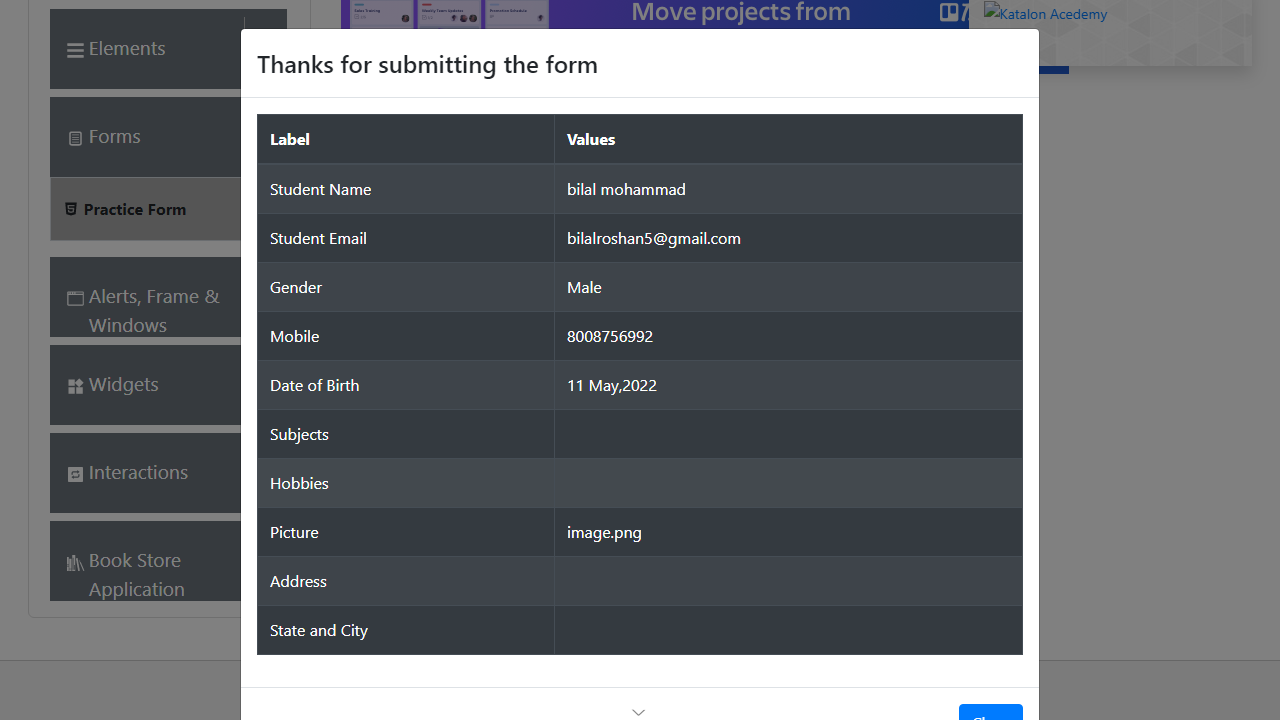 Move projects from
Katalon Acedemy
Elements
Forms
Practice Form
Alerts, Frame &
Windows
Widgets
Interactions
Book Store
Application
Thanks for submitting the form
Label Values
Student Name bilal mohammad
Student Email bilalroshan5@gmail.com
Gender Male
Mobile 8008756992
Date of Birth 11 May,2022
Subjects
Hobbies
Picture image.png
Address
State and City